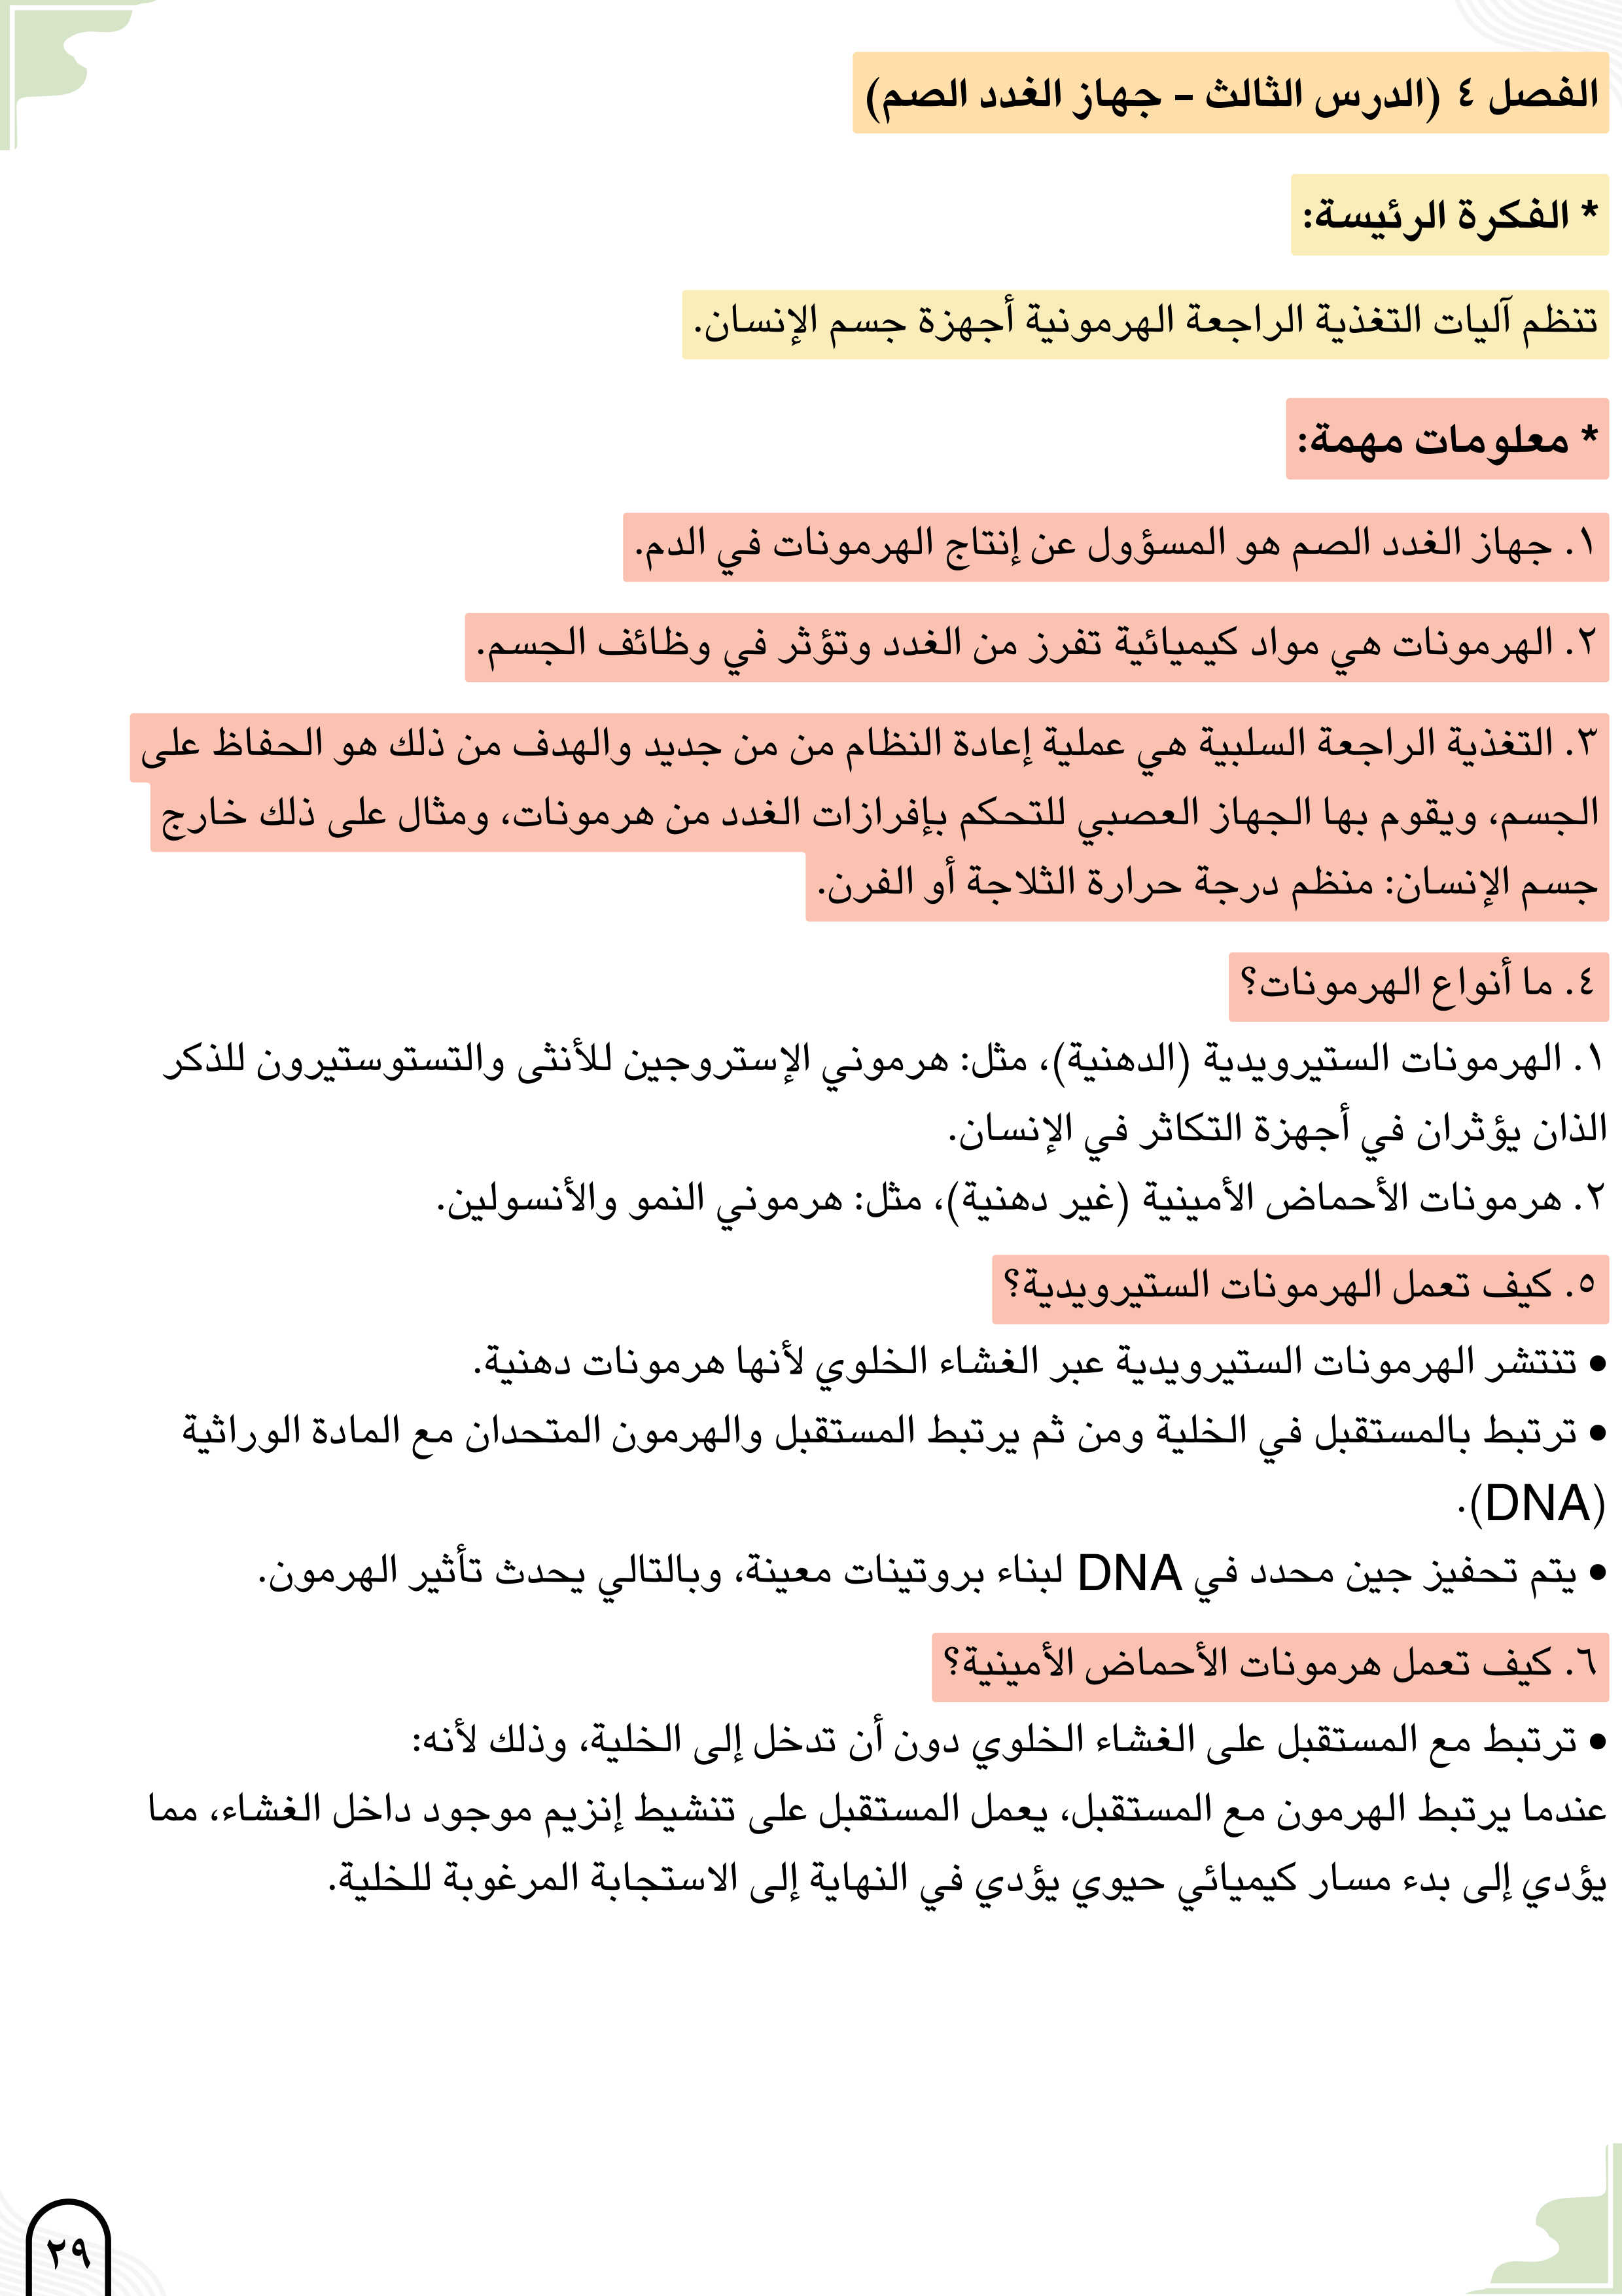 الفصل ٤ (الدرس الثالث - جهاز الغدد الصم)
* الفكرة الرئيسة:
تنظم آليات التغذية الراجعة الهرمونية أجهزة جسم الإنسان.
* معلومات مهمة:
١. جهاز الغدد الصم هو المسؤول عن إنتاج الهرمونات في الدم.
٢. الهرمونات هي مواد كيميائية تفرز من الغدد وتؤثر في وظائف الجسم.
٣. التغذية الراجعة السلبية هي عملية إعادة النظام من من جديد والهدف من ذلك هو الحفاظ على
الجسم، ويقوم بها الجهاز العصبي للتحكم بإفرازات الغدد من هرمونات، ومثال على ذلك خارج
جسم الإنسان: منظم درجة حرارة الثلاجة أو الفرن.
٤. ما أنواع الهرمونات؟
١. الهرمونات الستيرويدية (الدهنية)، مثل: هرموني الإستروجين للأنثى والتستوستيرون للذكر
الذان يؤثران في أجهزة التكاثر في الإنسان.
٢. هرمونات الأحماض الأمينية (غير دهنية)، مثل: هرموني النمو والأنسولين.
٥. كيف تعمل الهرمونات الستيرويدية؟
● تنتشر الهرمونات الستيرويدية عبر الغشاء الخلوي لأنها هرمونات دهنية.
● ترتبط بالمستقبل في الخلية ومن ثم يرتبط المستقبل والهرمون المتحدان مع المادة الوراثية
(DNA).
● يتم تحفيز جين محدد في DNA لبناء بروتينات معينة، وبالتالي يحدث تأثير الهرمون.
٦. كيف تعمل هرمونات الأحماض الأمينية؟
● ترتبط مع المستقبل على الغشاء الخلوي دون أن تدخل إلى الخلية، وذلك لأنه:
عندما يرتبط الهرمون مع المستقبل، يعمل المستقبل على تنشيط إنزيم موجود داخل الغشاء، مما
يؤدي إلى بدء مسار كيميائي حيوي يؤدي في النهاية إلى الاستجابة المرغوبة للخلية.
٢٩